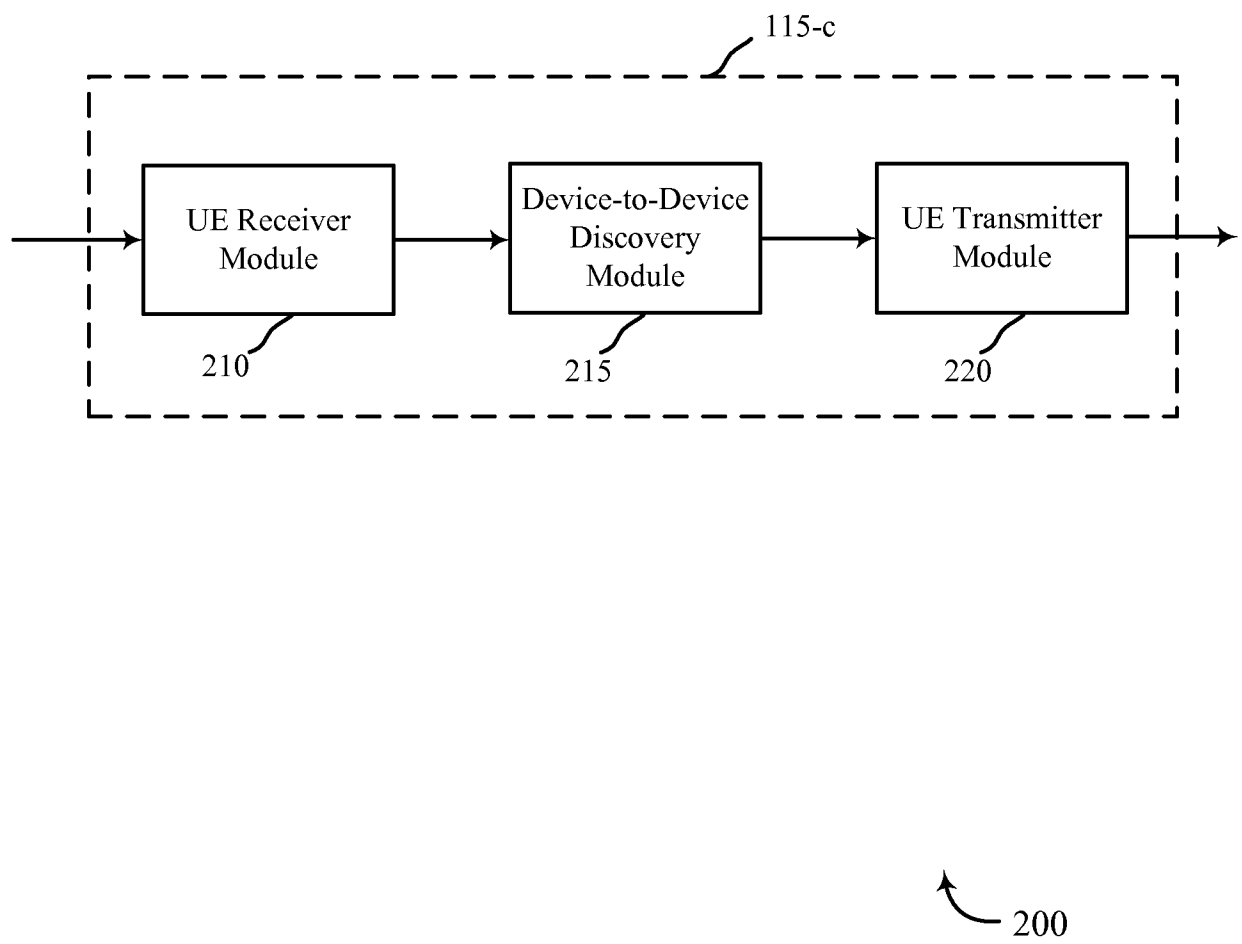 115-c
UE Receiver
Module
Device-to-Device
Discovery
Module
UE Transmitter
Module
210
215
220
200